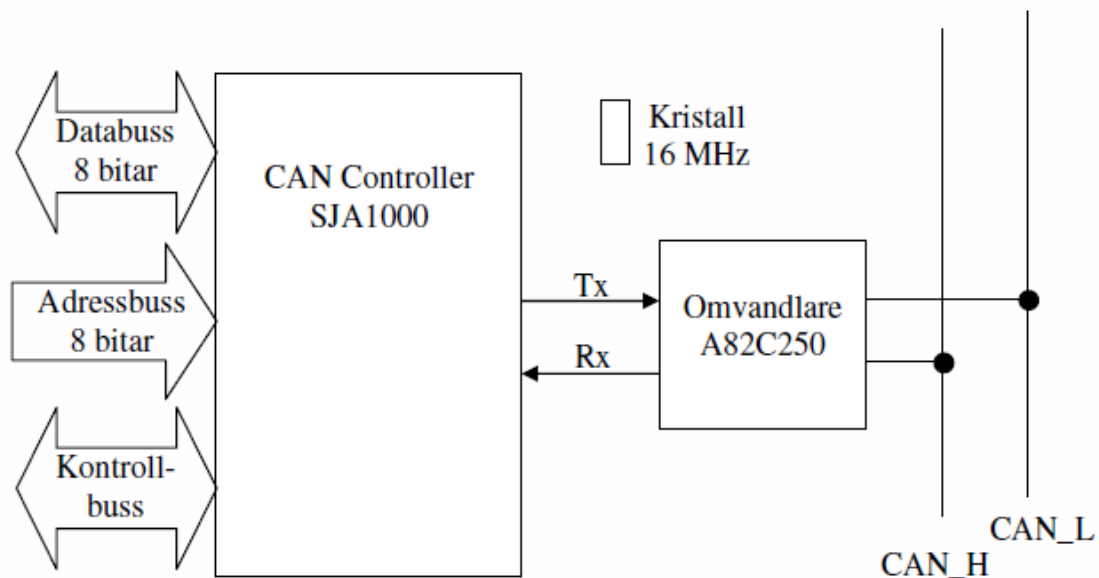 Databuss
8 bitar
CAN Controller
SJA1000
Kristall
16 MHz
Adressbuss
8 bitar
Tx
Rx
Omvandlare
A82C250
Kontroll-
buss
CAN_L
CAN_H